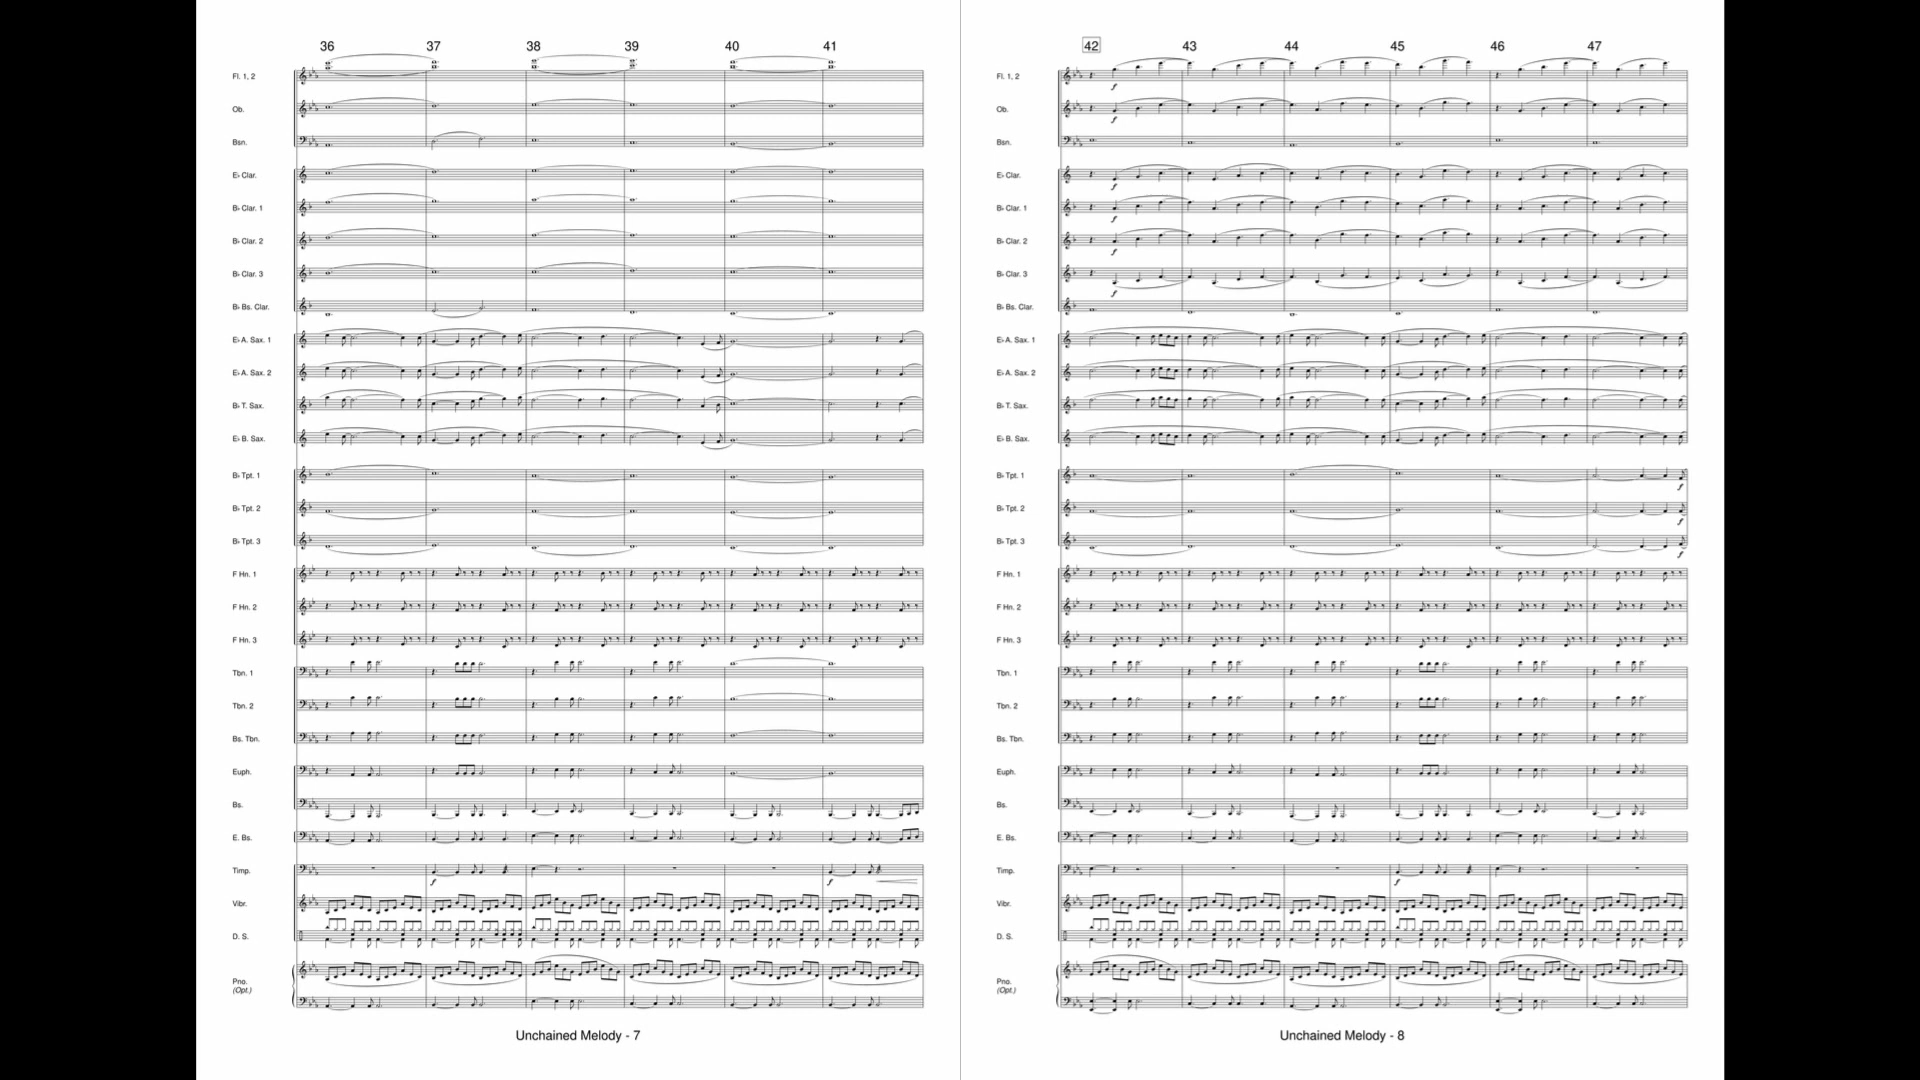 36 37 38 39 40 41
Fl. 1, 2
Ob.
Bsn.
E♭ Clar.
B♭ Clar. 1
B♭ Clar. 2
B♭ Clar. 3
B♭ Bs. Clar.
E♭ A. Sax. 1
E♭ A. Sax. 2
B♭ T. Sax.
E♭ B. Sax.
B♭ Tpt. 1
B♭ Tpt. 2
B♭ Tpt. 3
F Hn. 1
F Hn. 2
F Hn. 3
Tbn. 1
Tbn. 2
Bs. Tbn.
Euph.
Bs.
E. Bs.
Timp.
f f
Vibr.
D. S.
Pno.
(Opt.)
Unchained Melody - 7
42 43 44 45 46 47
Fl. 1, 2
f
Ob.
f
Bsn.
E♭ Clar.
f
B♭ Clar. 1
f
B♭ Clar. 2
f
B♭ Clar. 3
f
B♭ Bs. Clar.
E♭ A. Sax. 1
E♭ A. Sax. 2
B♭ T. Sax.
E♭ B. Sax.
B♭ Tpt. 1
f
B♭ Tpt. 2
f
B♭ Tpt. 3
f
F Hn. 1
F Hn. 2
F Hn. 3
Tbn. 1
Tbn. 2
Bs. Tbn.
Euph.
Bs.
E. Bs.
Timp.
f
Vibr.
D. S.
Pno.
(Opt.)
Unchained Melody - 8